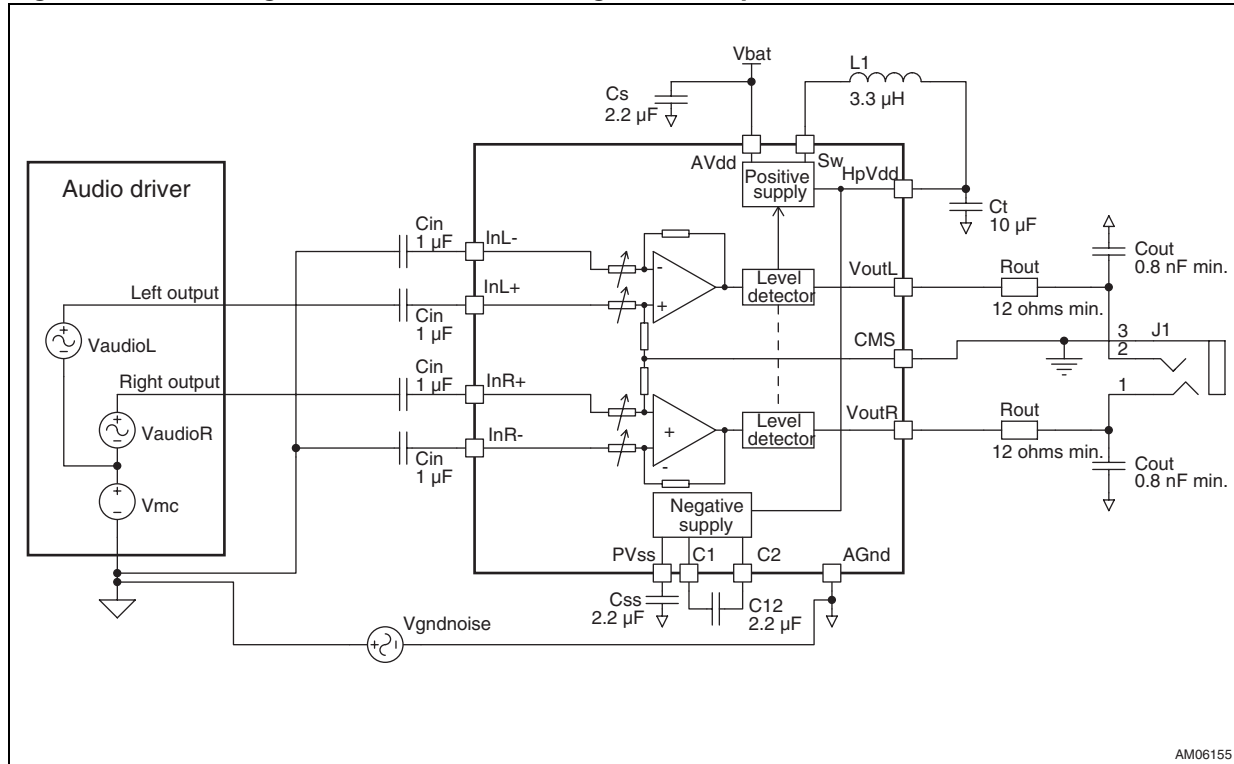 Vbat
L1
3.3 µH
Cs
2.2 µF
AVdd
Sw
HpVdd
Positive
supply
Ct
10 µF
Audio driver
Cin
1 µF
InL-
Left output
Cin
1 µF
InL+
VaudioL
-
+
Level
detector
VoutL
Rout
12 ohms min.
Cout
0.8 nF min.
CMS
3
2
J1
1
Right output
Cin
1 µF
InR+
VaudioR
Cin
1 µF
InR-
+
-
Level
detector
VoutR
Rout
12 ohms min.
Cout
0.8 nF min.
Vmc
Negative
supply
PVss
C1
C2
AGnd
Css
2.2 µF
C12
2.2 µF
Vgndnoise
AM06155